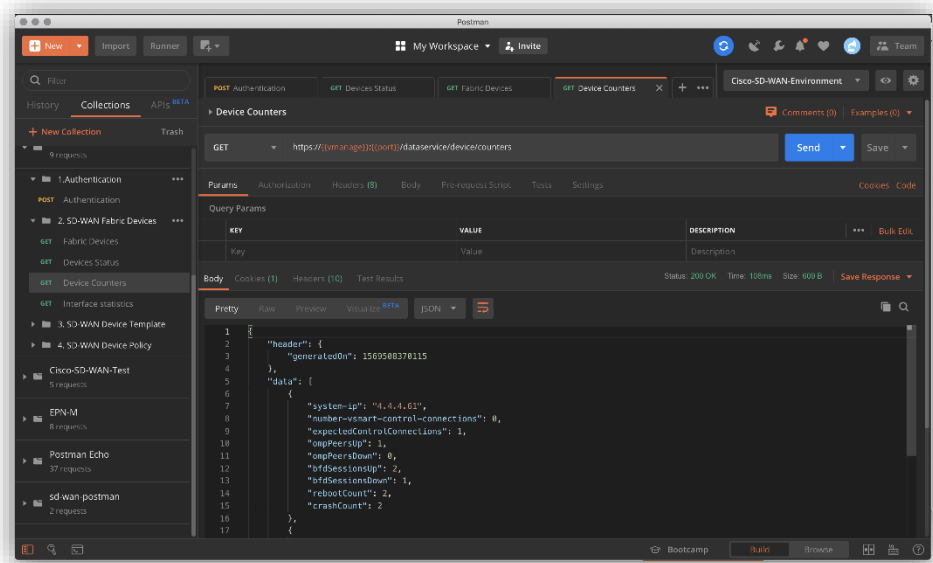 Postman
New Import Runner My Workspace Invite Team
Filter
History Collections APIs BETA
+ New Collection Trash
9 requests
1.Authentication
POST Authentication
2. SD-WAN Fabric Devices
GET Fabric Devices
GET Devices Status
GET Device Counters
GET Interface statistics
3. SD-WAN Device Template
4. SD-WAN Device Policy
Cisco-SD-WAN-Test
5 requests
EPN-M
8 requests
Postman Echo
37 requests
sd-wan-postman
2 requests
POST Authentication GET Devices Status GET Fabric Devices GET Device Counters X + ••• Cisco-SD-WAN-Environment
Device Counters Comments (0) Examples (0)
GET https://{{vmanage}}:{{port}}/dataservice/device/counters Send Save
Params Authorization Headers (8) Body Pre-request Script Tests Settings Cookies Code
Query Params
KEY VALUE DESCRIPTION ••• Bulk Edit
Key Value Description
Body Cookies (1) Headers (10) Test Results Status: 200 OK Time: 108ms Size: 609 B Save Response
Pretty Raw Preview Visualize BETA JSON
1 {
2 "header": {
3 "generatedOn": 1569508370115
4 },
5 "data": [
6 {
7 "system-ip": "4.4.4.61",
8 "number-vsmart-control-connections": 0,
9 "expectedControlConnections": 1,
10 "ompPeersUp": 1,
11 "ompPeersDown": 0,
12 "bfdSessionsUp": 2,
13 "bfdSessionsDown": 1,
14 "rebootCount": 2,
15 "crashCount": 2
16 },
17 {
Bootcamp Build Browse